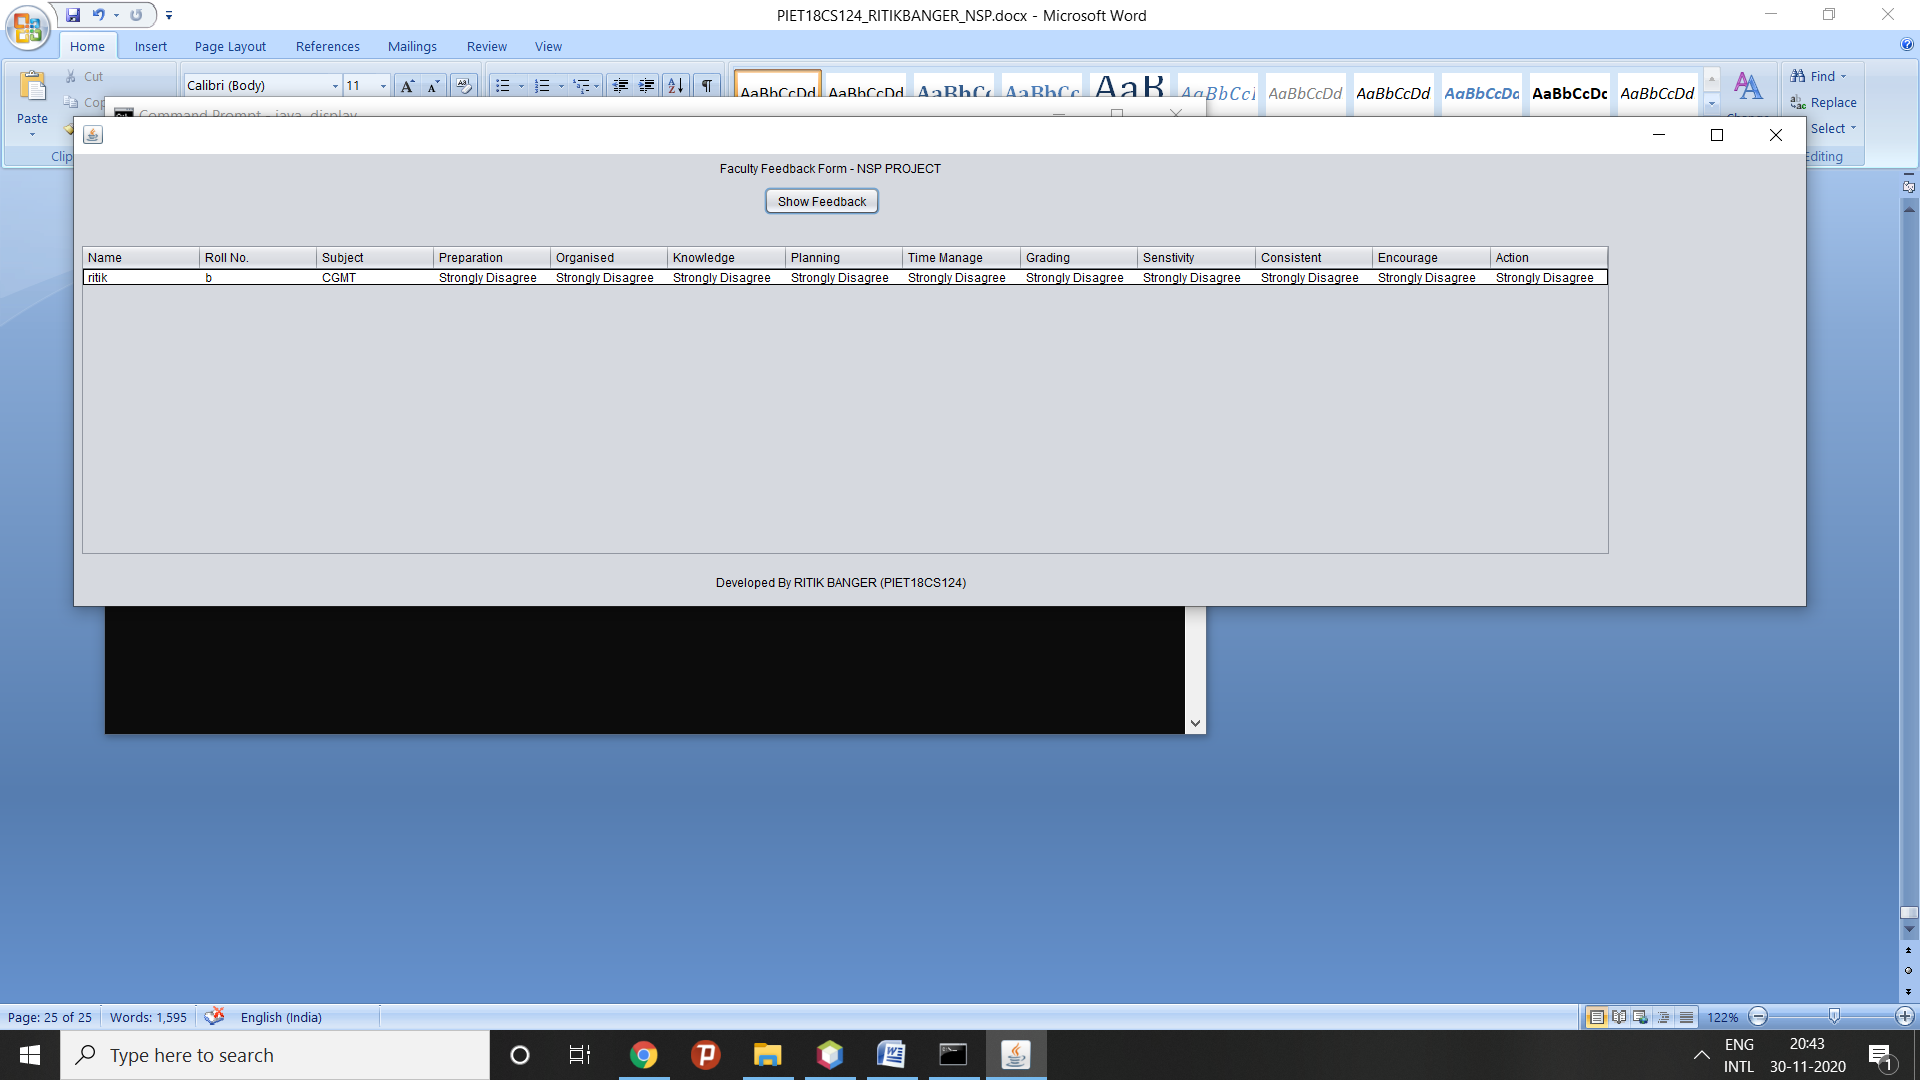 PIET18CS124_RITIKBANGER_NSP.docx - Microsoft Word
Home Insert Page Layout References Mailings Review View
Cut
Paste
Calibri (Body) 11
AaBbCcDd AaBbCcDd AaBbCcDd AaBbCcDd AaBbCcDd AaBbCcDd
Find
Replace
Select
Editing
Command Prompt - java display
Faculty Feedback Form - NSP PROJECT
Show Feedback
Name Roll No. Subject Preparation Organised Knowledge Planning Time Manage Grading Senstivity Consistent Encourage Action
ritik b CGMT Strongly Disagree Strongly Disagree Strongly Disagree Strongly Disagree Strongly Disagree Strongly Disagree Strongly Disagree Strongly Disagree Strongly Disagree Strongly Disagree
Developed By RITIK BANGER (PIET18CS124)
Page: 25 of 25 Words: 1,595 English (India) 122%
Type here to search
ENG
INTL
20:43
30-11-2020
1